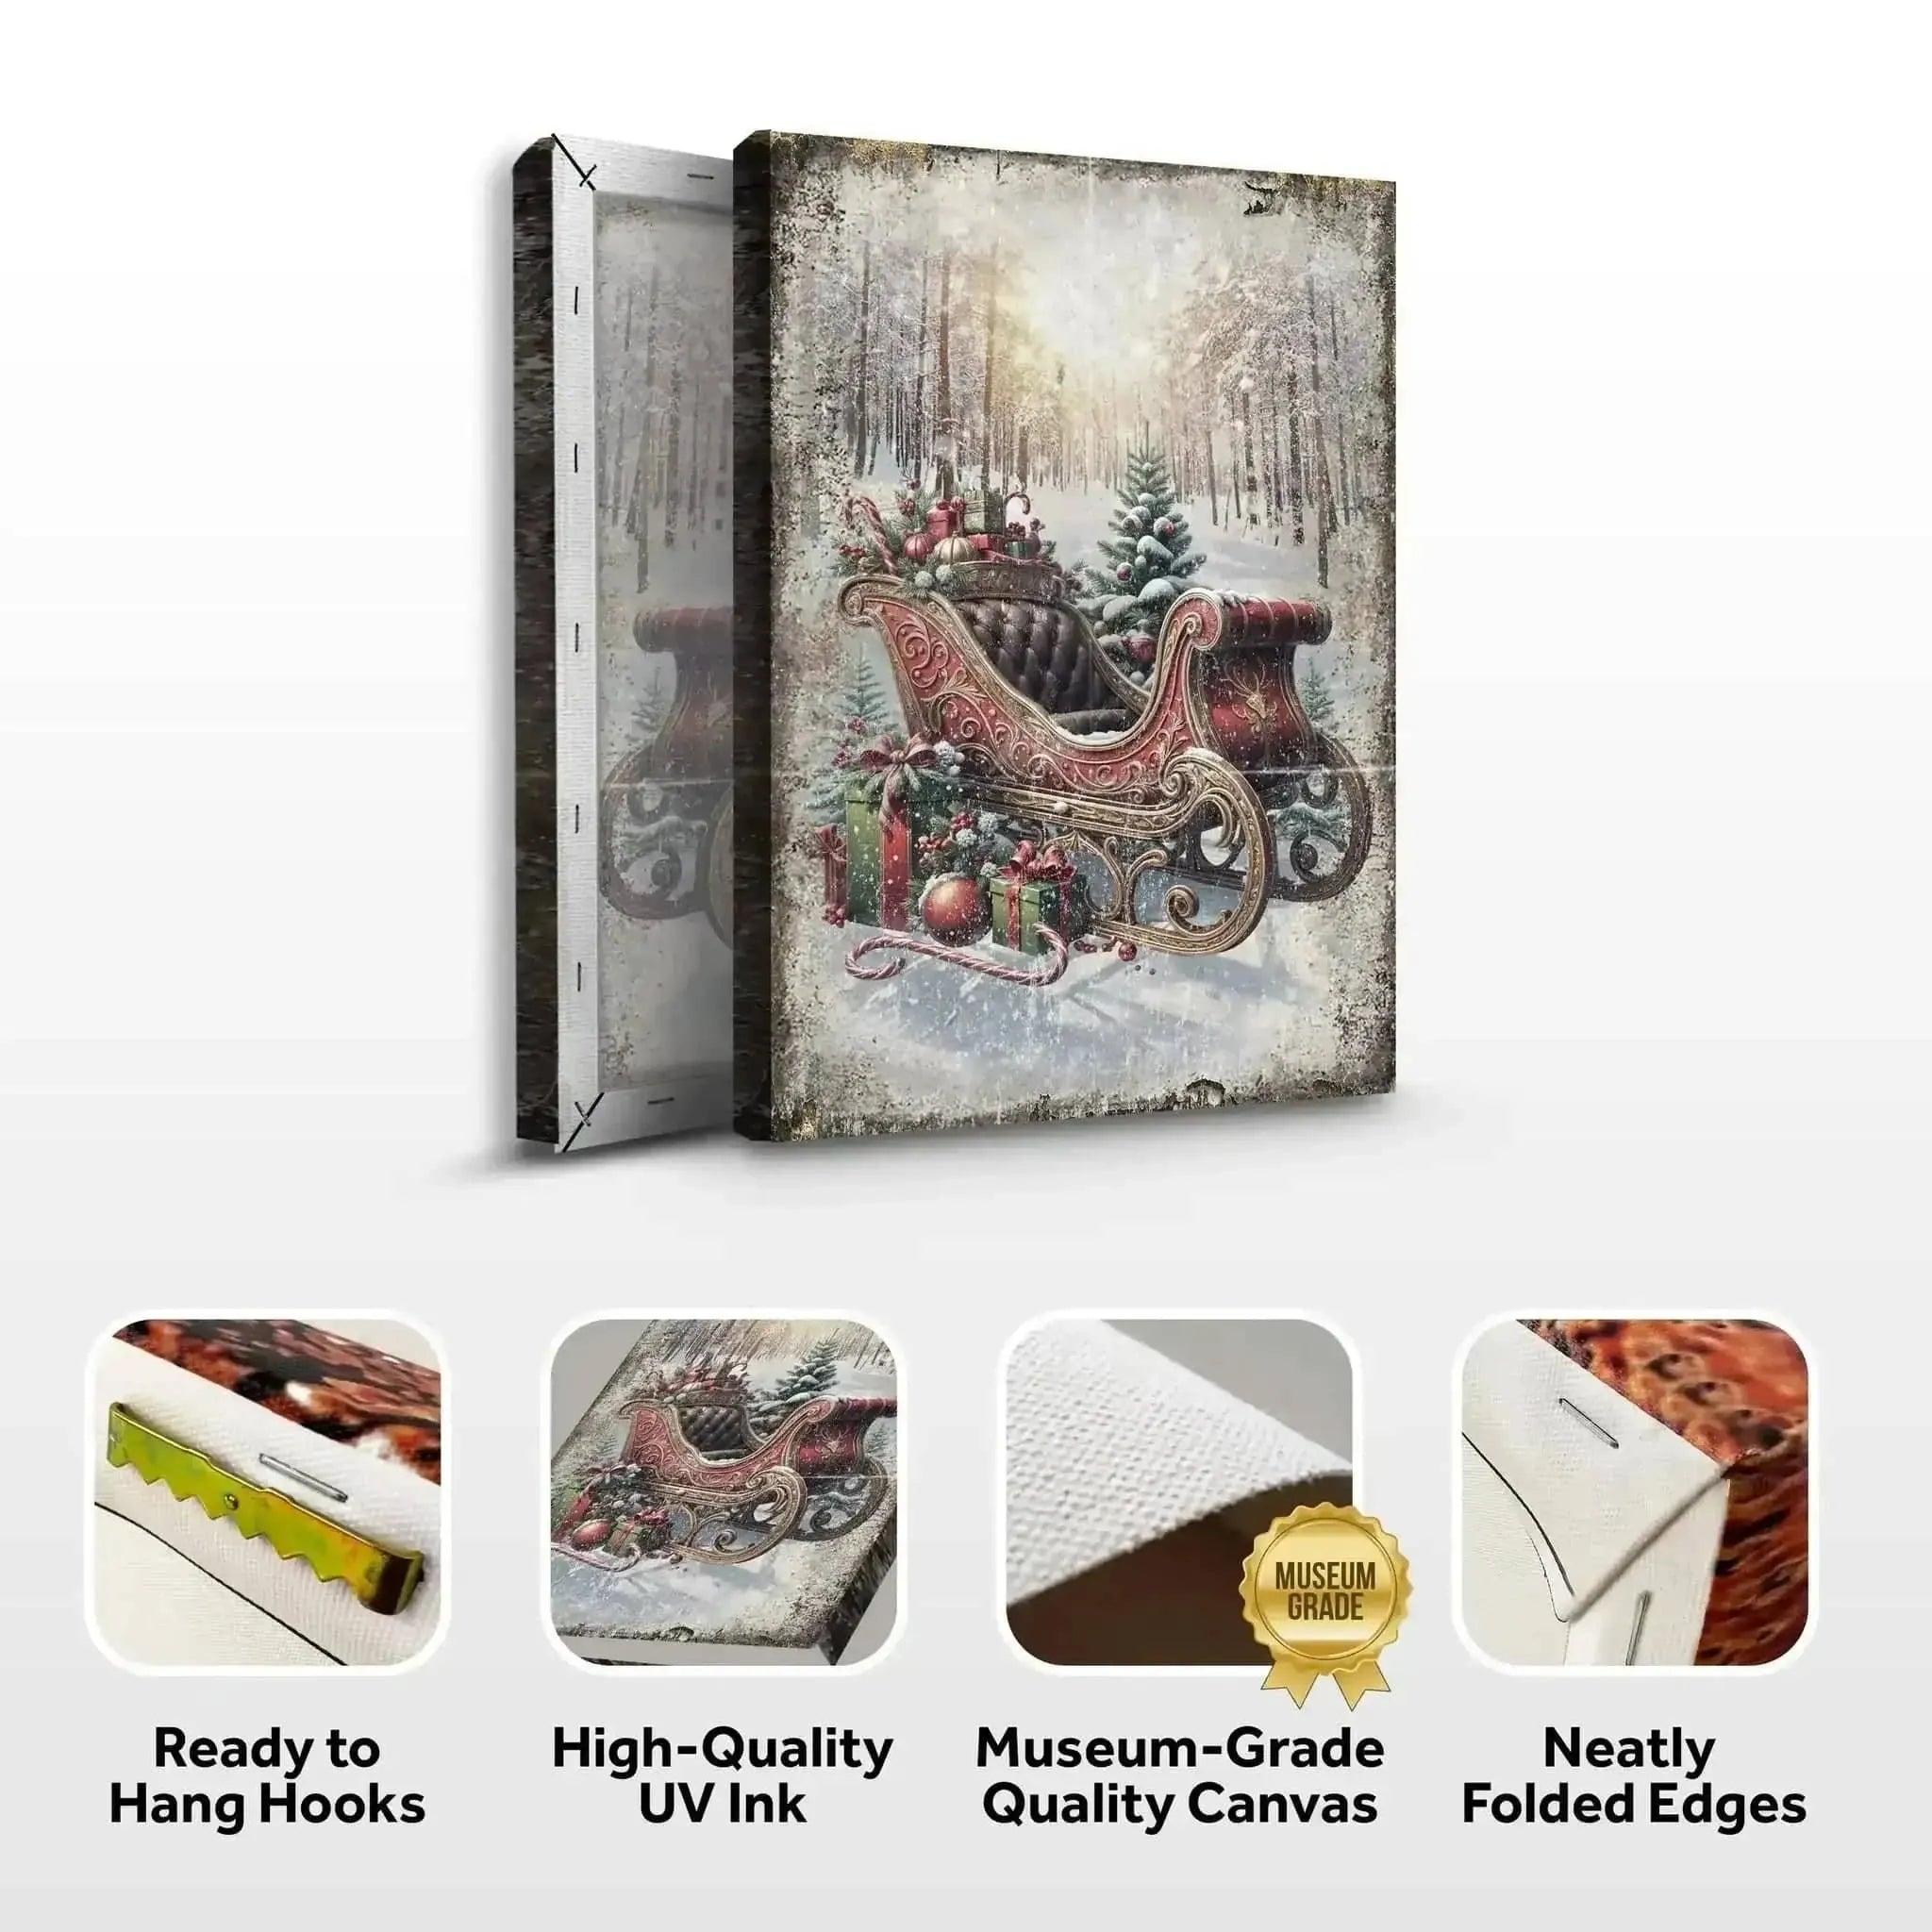 MUSEUM
GRADE
Ready to
Hang Hooks
High-Quality
UV Ink
Museum-Grade
Quality Canvas
Neatly
Folded Edges